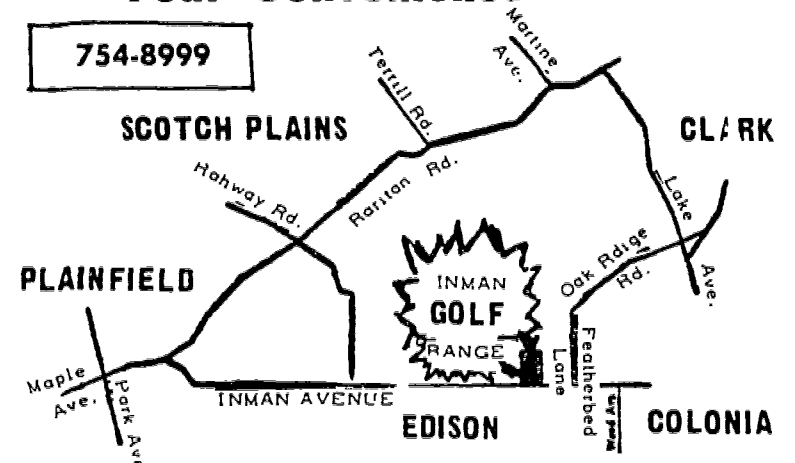 754-8999
Martine
Ave.
Terrill Rd.
SCOTCH PLAINS
CLARK
Rahway Rd.
Raritan Rd.
Lake
Ave.
PLAINFIELD
INMAN
GOLF
RANGE
Oak Rdige
Rd.
Featherbed
Lane
Maple
Ave.
Park Ave
INMAN AVENUE
EDISON
COLONIA